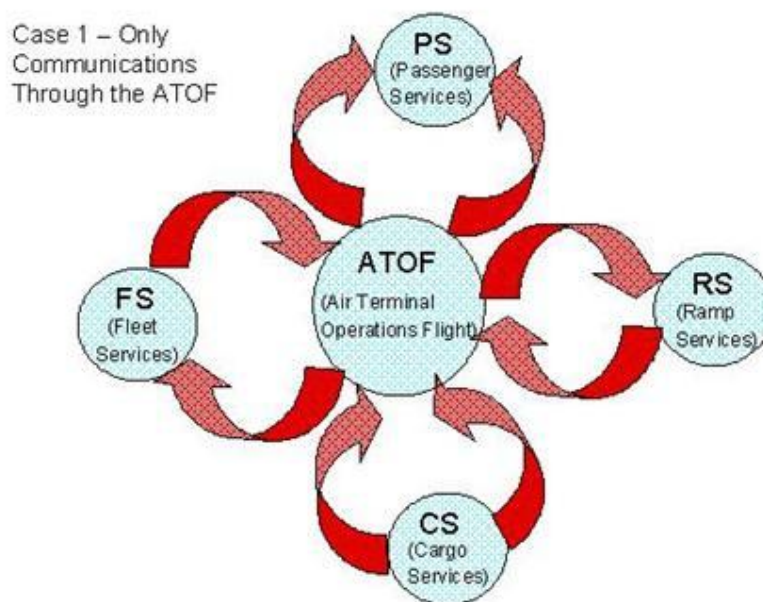 Case 1 – Only
Communications
Through the ATOF
PS
(Passenger
Services)
ATOF
(Air Terminal
Operations Flight)
FS
(Fleet
Services)
RS
(Ramp
Services)
CS
(Cargo
Services)